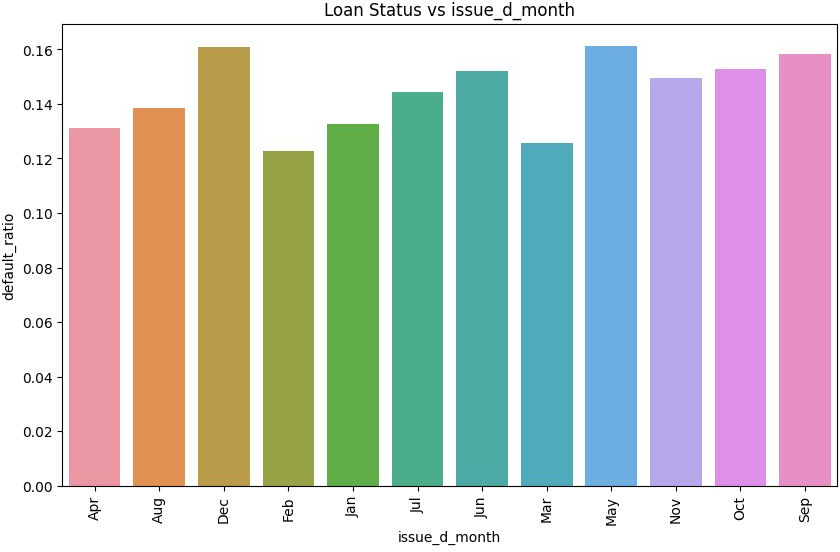 Loan Status vs issue_d_month
default_ratio
0.16
0.14
0.12
0.10
0.08
0.06
0.04
0.02
0.00
Apr
Aug
Dec
Feb
Jan
Jul
Jun
Mar
May
Nov
Oct
Sep
issue_d_month